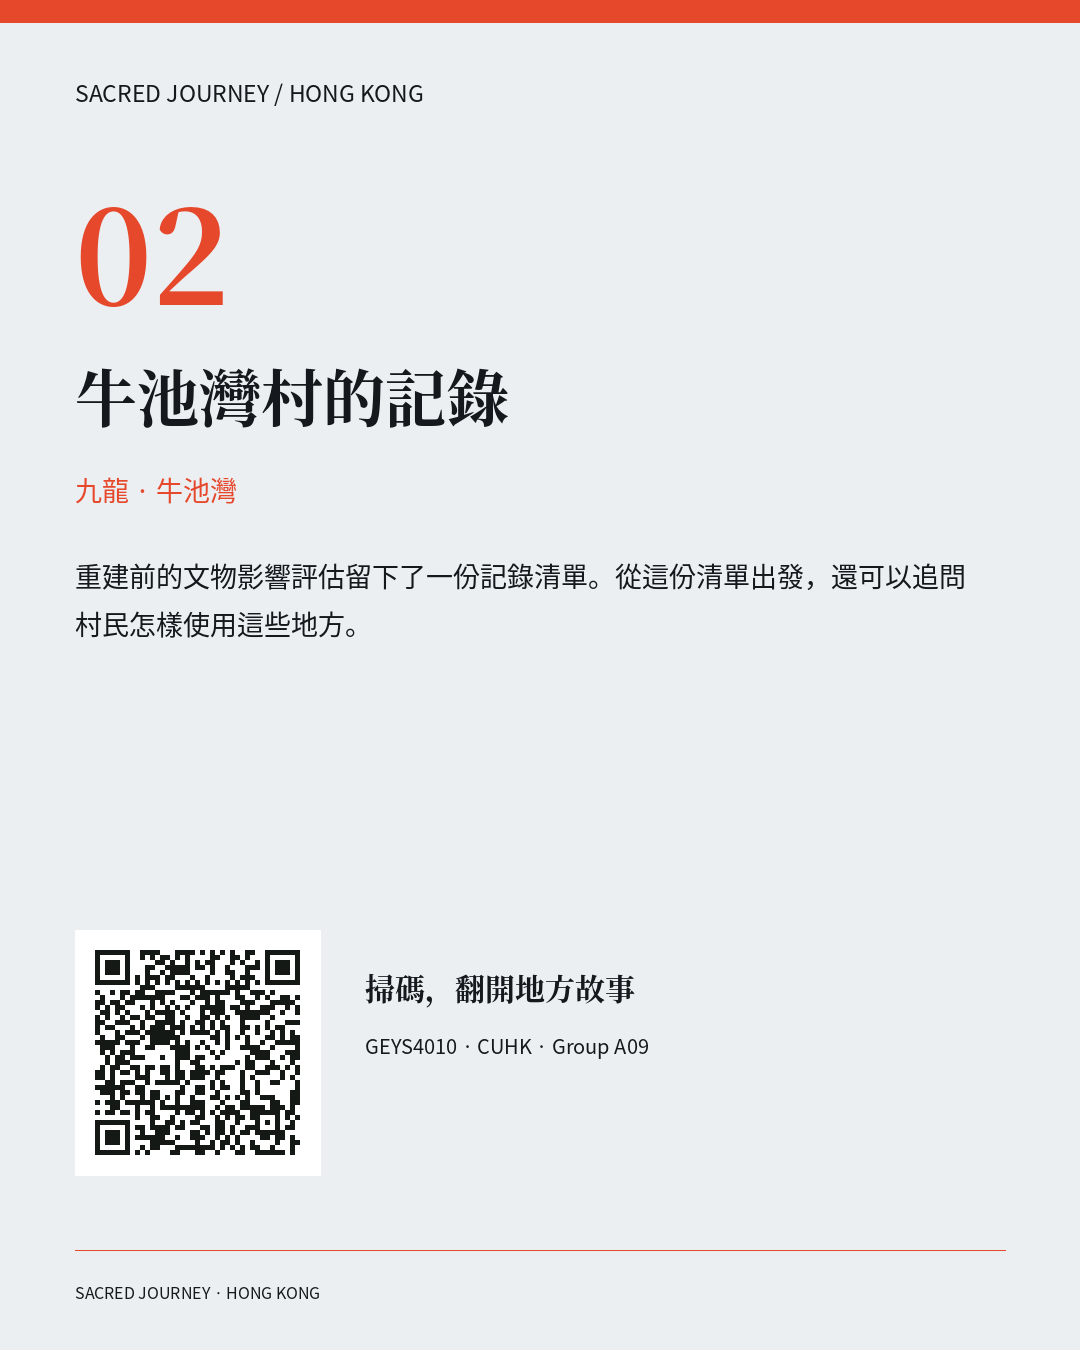 SACRED JOURNEY / HONG KONG
02
牛池灣村的記錄
九龍 · 牛池灣
重建前的文物影響評估留下了一份記錄清單。從這份清單出發，還可以追問
村民怎樣使用這些地方。
掃碼，翻開地方故事
GEYS4010 · CUHK · Group A09
SACRED JOURNEY · HONG KONG